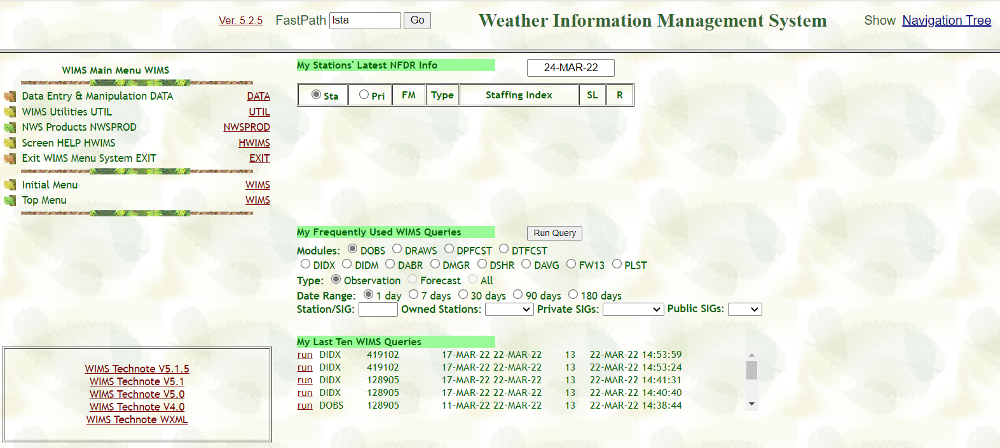 Ver. 5.2.5 FastPath lsta Go Weather Information Management System Show Navigation Tree
WIMS Main Menu WIMS
Data Entry & Manipulation DATA DATA
WIMS Utilities UTIL UTIL
NWS Products NWSPROD NWSPROD
Screen HELP HWIMS HWIMS
Exit WIMS Menu System EXIT EXIT
Initial Menu WIMS
Top Menu WIMS
WIMS Technote V5.1.5
WIMS Technote V5.1
WIMS Technote V5.0
WIMS Technote V4.0
WIMS Technote WXML
My Stations' Latest NFDR Info 24-MAR-22
Sta Pri FM Type Staffing Index SL R
My Frequently Used WIMS Queries Run Query
Modules: DOBS DRAWS DPFCST DTFCST
DIDX DIDM DABR DMGR DSHR DAVG FW13 PLST
Type: Observation Forecast All
Date Range: 1 day 7 days 30 days 90 days 180 days
Station/SIG: Owned Stations: Private SIGs: Public SIGs:
My Last Ten WIMS Queries
run DIDX 419102 17-MAR-22 22-MAR-22 13 22-MAR-22 14:53:59
run DIDX 419102 17-MAR-22 22-MAR-22 13 22-MAR-22 14:53:24
run DIDX 128905 17-MAR-22 22-MAR-22 13 22-MAR-22 14:41:31
run DIDX 128905 17-MAR-22 22-MAR-22 13 22-MAR-22 14:40:40
run DOBS 128905 11-MAR-22 22-MAR-22 13 22-MAR-22 14:38:44